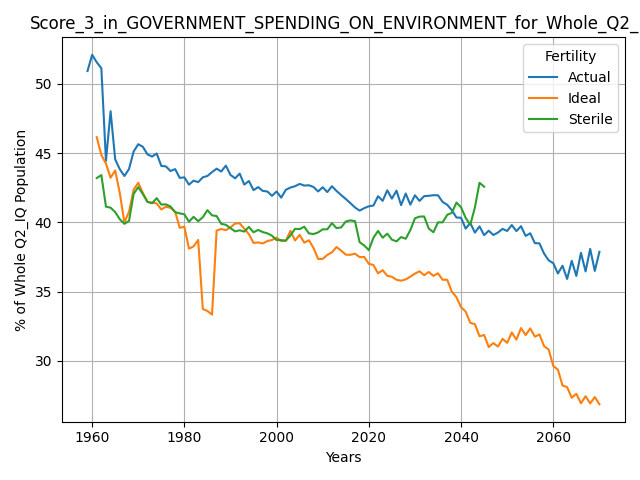 Score_3_in_GOVERNMENT_SPENDING_ON_ENVIRONMENT_for_Whole_Q2_
Fertility
Actual
Ideal
Sterile
% of Whole Q2_IQ Population
50
45
40
35
30
1960
1980
2000
2020
2040
2060
Years